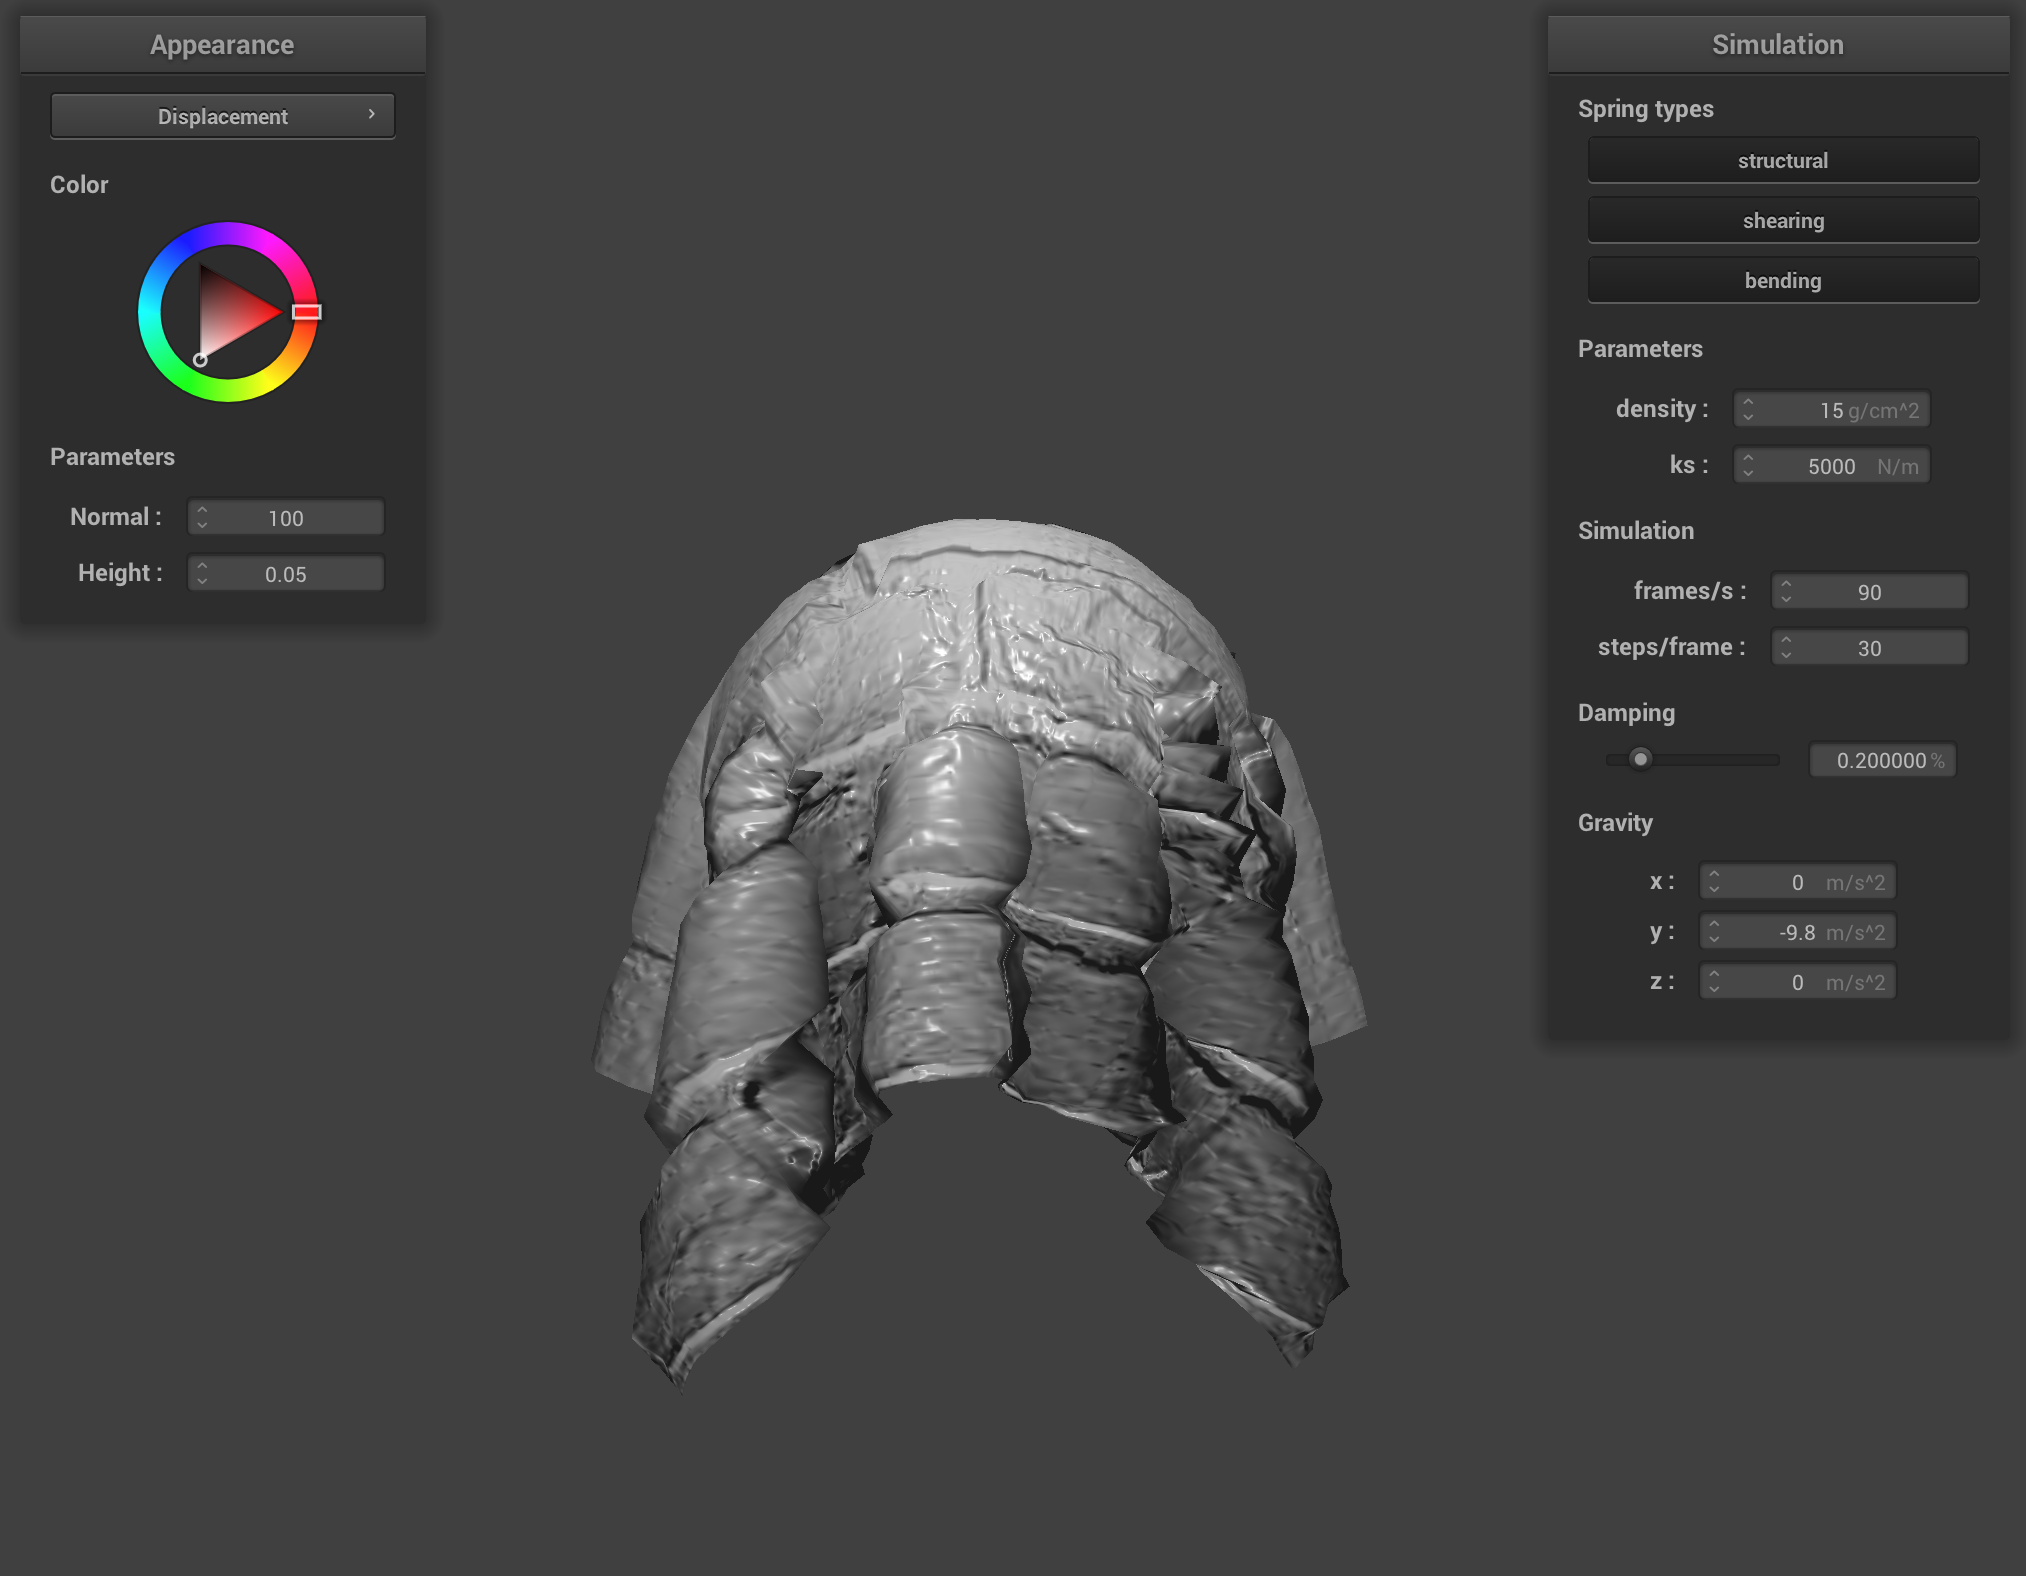 Appearance
Displacement
Color
Parameters
Normal : 100
Height : 0.05
Simulation
Spring types
structural
shearing
bending
Parameters
density : 15 g/cm^2
ks : 5000 N/m
Simulation
frames/s : 90
steps/frame : 30
Damping
0.200000 %
Gravity
x : 0 m/s^2
y : -9.8 m/s^2
z : 0 m/s^2